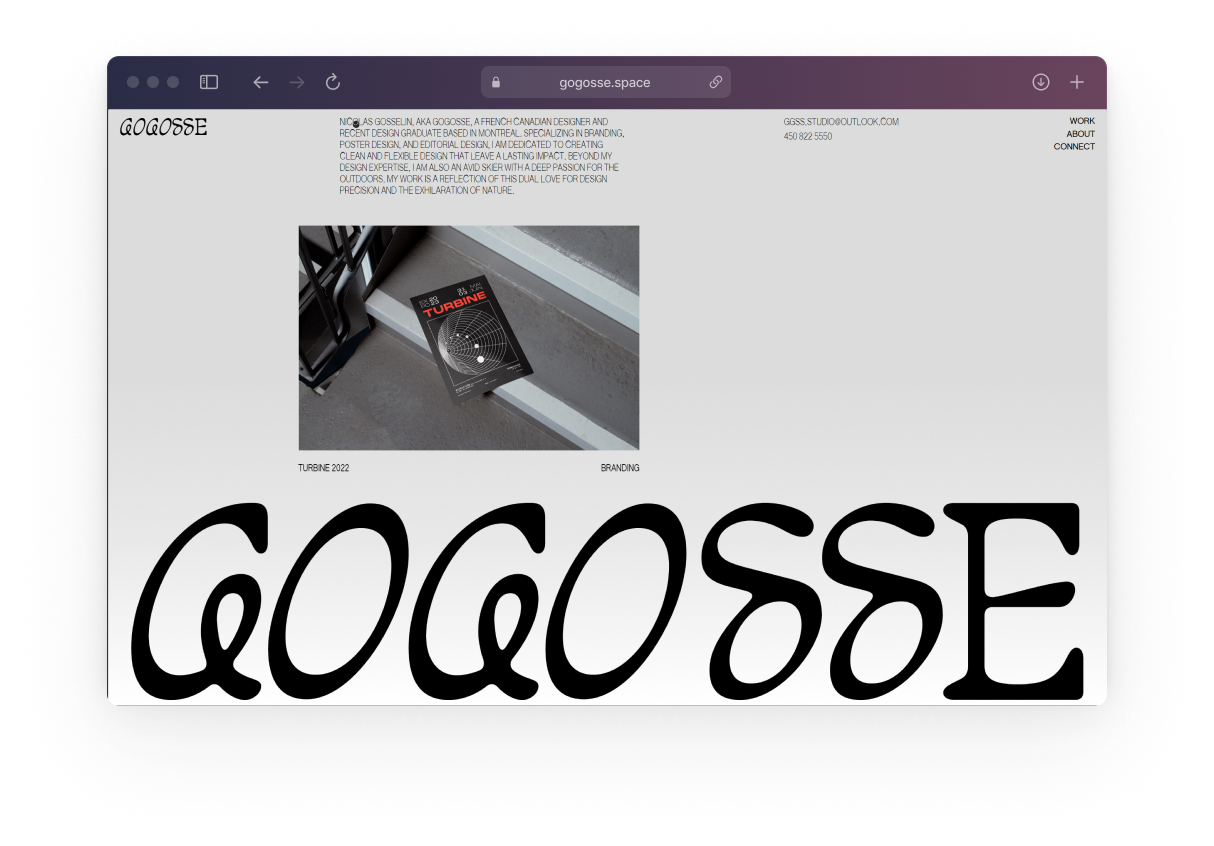 gogosse.space
GOGOSSE
NICOLAS GOSSELIN, AKA GOGOSSE, A FRENCH CANADIAN DESIGNER AND
RECENT DESIGN GRADUATE BASED IN MONTREAL. SPECIALIZING IN BRANDING,
POSTER DESIGN, AND EDITORIAL DESIGN, I AM DEDICATED TO CREATING
CLEAN AND FLEXIBLE DESIGN THAT LEAVE A LASTING IMPACT. BEYOND MY
DESIGN EXPERTISE, I AM ALSO AN AVID SKIER WITH A DEEP PASSION FOR THE
OUTDOORS, MY WORK IS A REFLECTION OF THIS DUAL LOVE FOR DESIGN
PRECISION AND THE EXHILARATION OF NATURE.
GGSS.STUDIO@OUTLOOK.COM
450 822 5550
WORK
ABOUT
CONNECT
TURBINE
TURBINE 2022
BRANDING
GOGOSSE